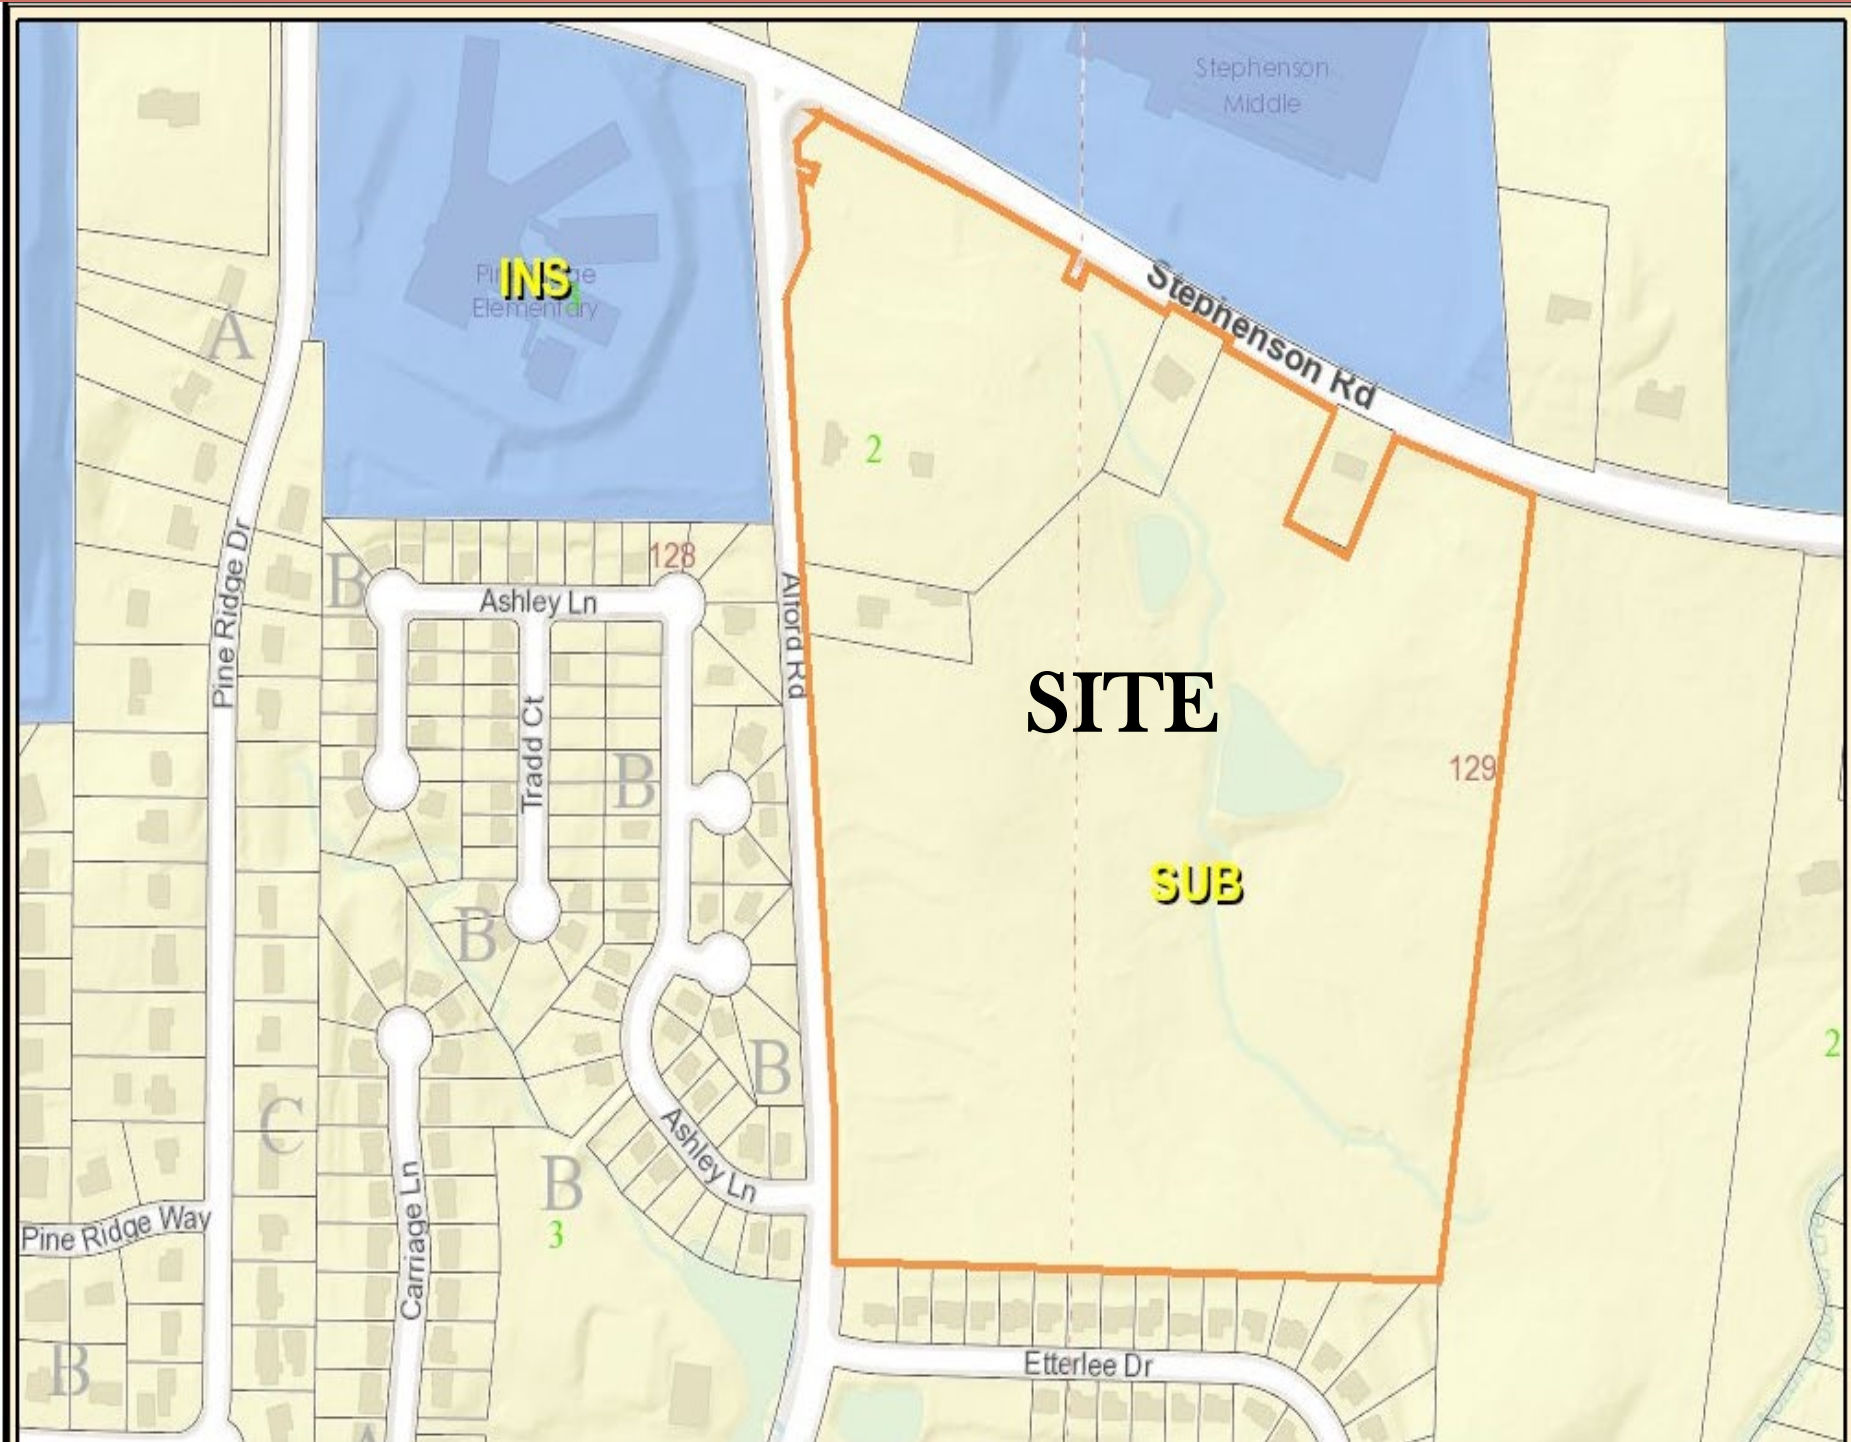 Stephenson
Middle
INS
Elementary
A
Stephenson Rd
2
128
B
Ashley Ln
Pine Ridge Dr
Alford Rd
SITE
Tradd Ct
B
129
SUB
B
2
B
C
Ashley Ln
B
3
Pine Ridge Way
Carriage Ln
B
Etterlee Dr
A